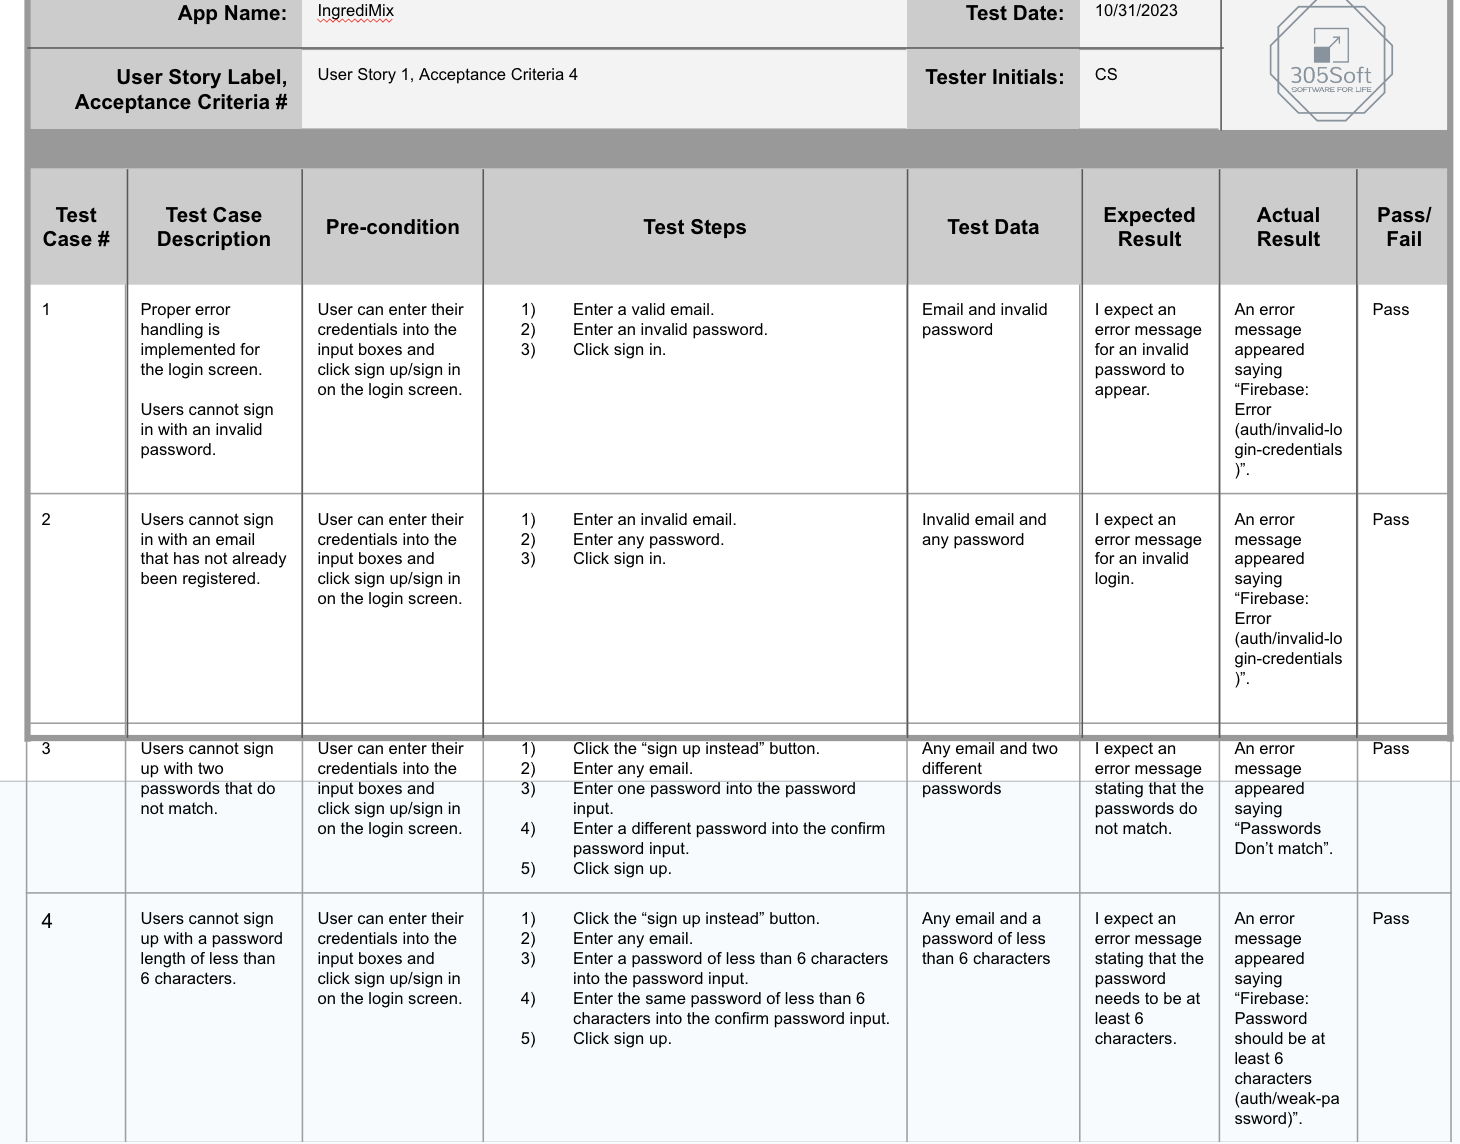 App Name:
IngrediMix
Test Date:
10/31/2023
User Story Label,
Acceptance Criteria #
User Story 1, Acceptance Criteria 4
Tester Initials:
CS
305Soft
SOFTWARE FOR LIFE
Test
Case #
Test Case
Description
Pre-condition
Test Steps
Test Data
Expected
Result
Actual
Result
Pass/
Fail
1
Proper error
handling is
implemented for
the login screen.
Users cannot sign
in with an invalid
password.
User can enter their
credentials into the
input boxes and
click sign up/sign in
on the login screen.
1) Enter a valid email.
2) Enter an invalid password.
3) Click sign in.
Email and invalid
password
I expect an
error message
for an invalid
password to
appear.
An error
message
appeared
saying
“Firebase:
Error
(auth/invalid-lo
gin-credentials
)”.
Pass
2
Users cannot sign
in with an email
that has not already
been registered.
User can enter their
credentials into the
input boxes and
click sign up/sign in
on the login screen.
1) Enter an invalid email.
2) Enter any password.
3) Click sign in.
Invalid email and
any password
I expect an
error message
for an invalid
login.
An error
message
appeared
saying
“Firebase:
Error
(auth/invalid-lo
gin-credentials
)”.
Pass
3
Users cannot sign
up with two
passwords that do
not match.
User can enter their
credentials into the
input boxes and
click sign up/sign in
on the login screen.
1) Click the “sign up instead” button.
2) Enter any email.
3) Enter one password into the password
input.
4) Enter a different password into the confirm
password input.
5) Click sign up.
Any email and two
different
passwords
I expect an
error message
stating that the
passwords do
not match.
An error
message
appeared
saying
“Passwords
Don’t match”.
Pass
4
Users cannot sign
up with a password
length of less than
6 characters.
User can enter their
credentials into the
input boxes and
click sign up/sign in
on the login screen.
1) Click the “sign up instead” button.
2) Enter any email.
3) Enter a password of less than 6 characters
into the password input.
4) Enter the same password of less than 6
characters into the confirm password input.
5) Click sign up.
Any email and a
password of less
than 6 characters
I expect an
error message
stating that the
password
needs to be at
least 6
characters.
An error
message
appeared
saying
“Firebase:
Password
should be at
least 6
characters
(auth/weak-pa
ssword)”.
Pass